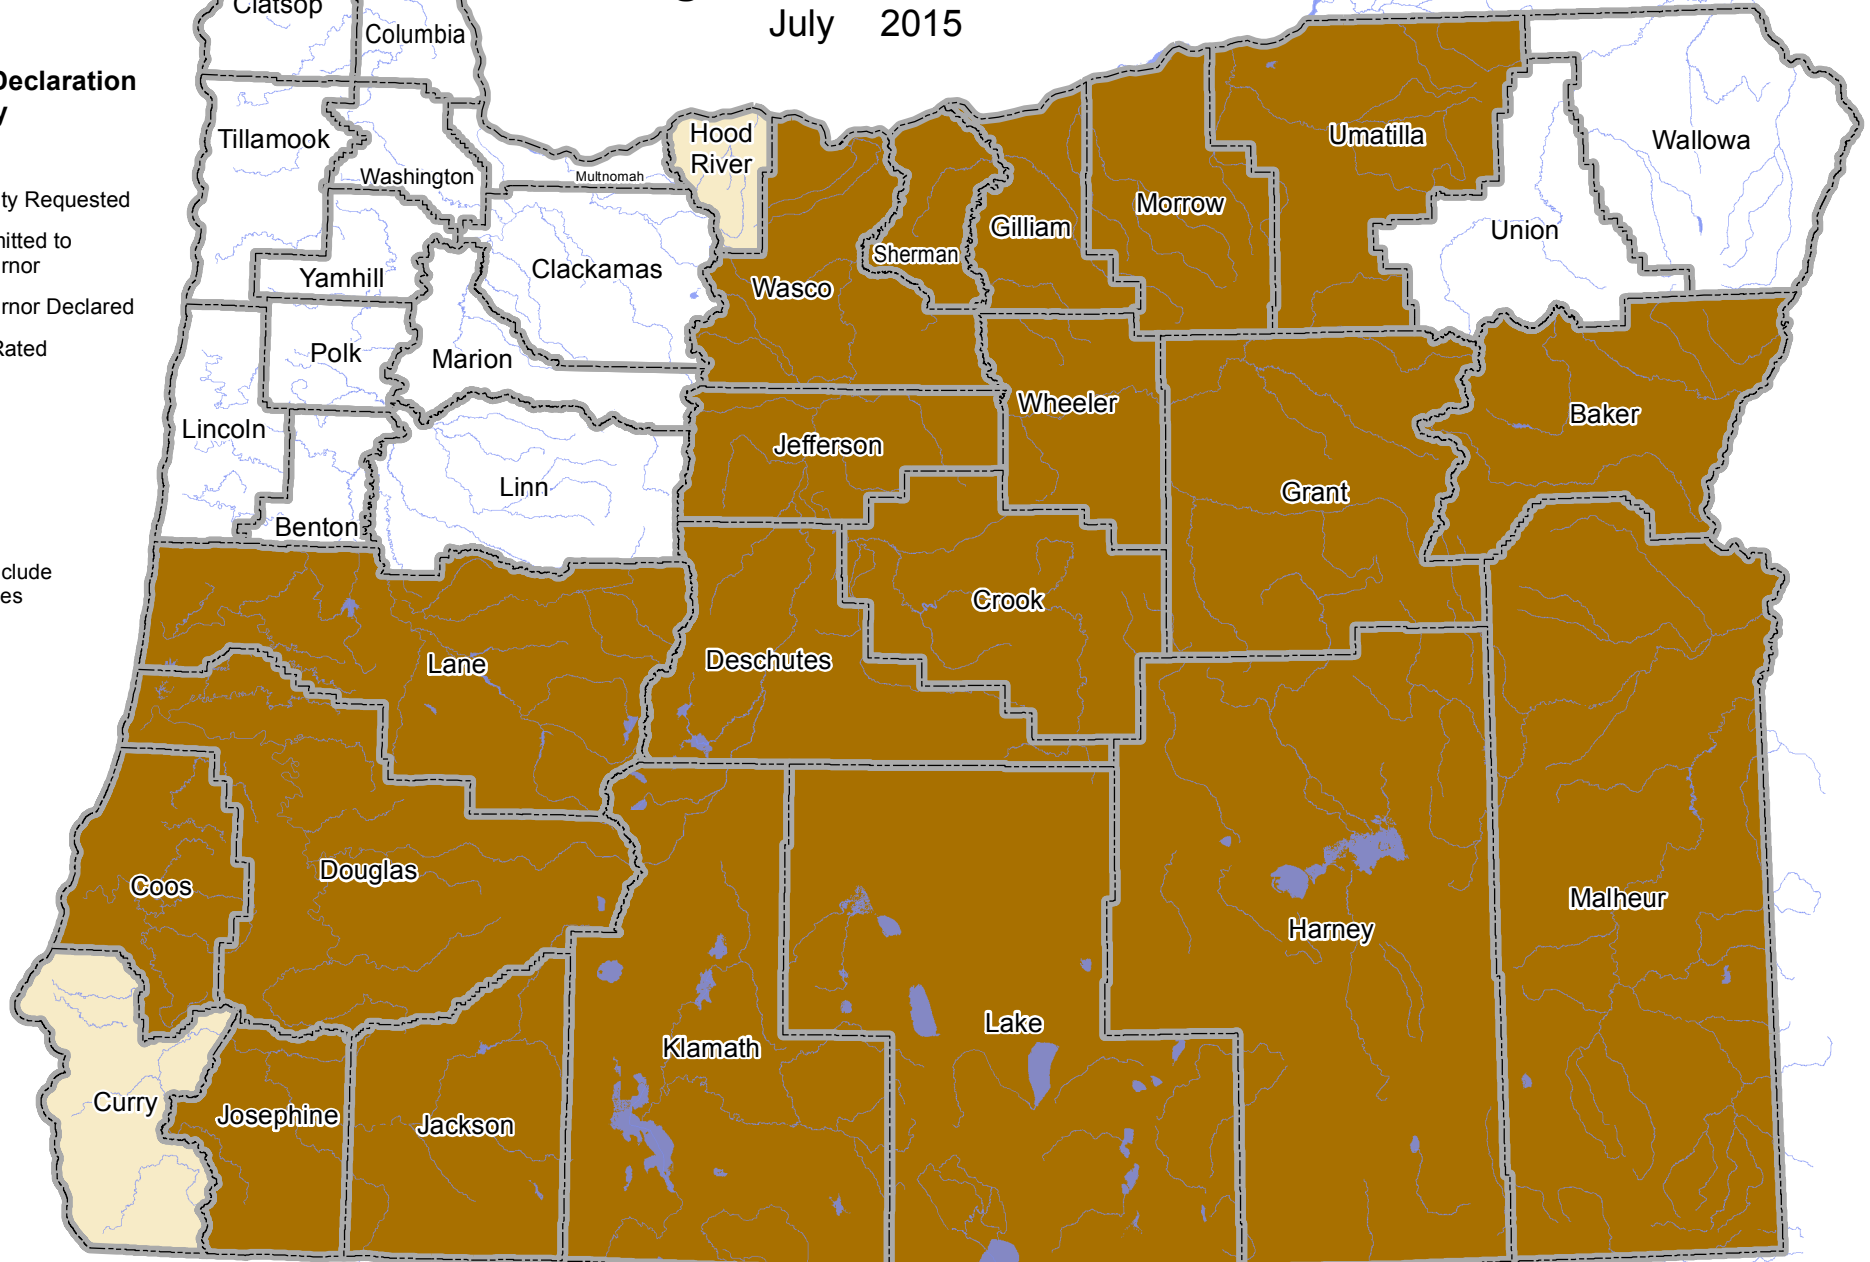 July 2015
Declaration
y
ty Requested
nitted to
rnor
rnor Declared
Rated
clude
es
Clatsop
Columbia
Tillamook
Washington
Multnomah
Hood
River
Yamhill
Clackamas
Polk
Marion
Lincoln
Benton
Linn
Wasco
Sherman
Gilliam
Morrow
Umatilla
Union
Wallowa
Jefferson
Wheeler
Grant
Baker
Crook
Lane
Deschutes
Coos
Douglas
Harney
Malheur
Klamath
Lake
Curry
Josephine
Jackson